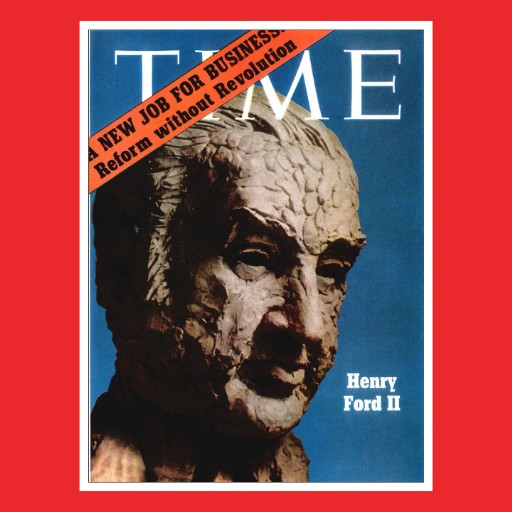 TIME
A NEW JOB FOR BUSINESS:
Reform without Revolution
Henry
Ford II